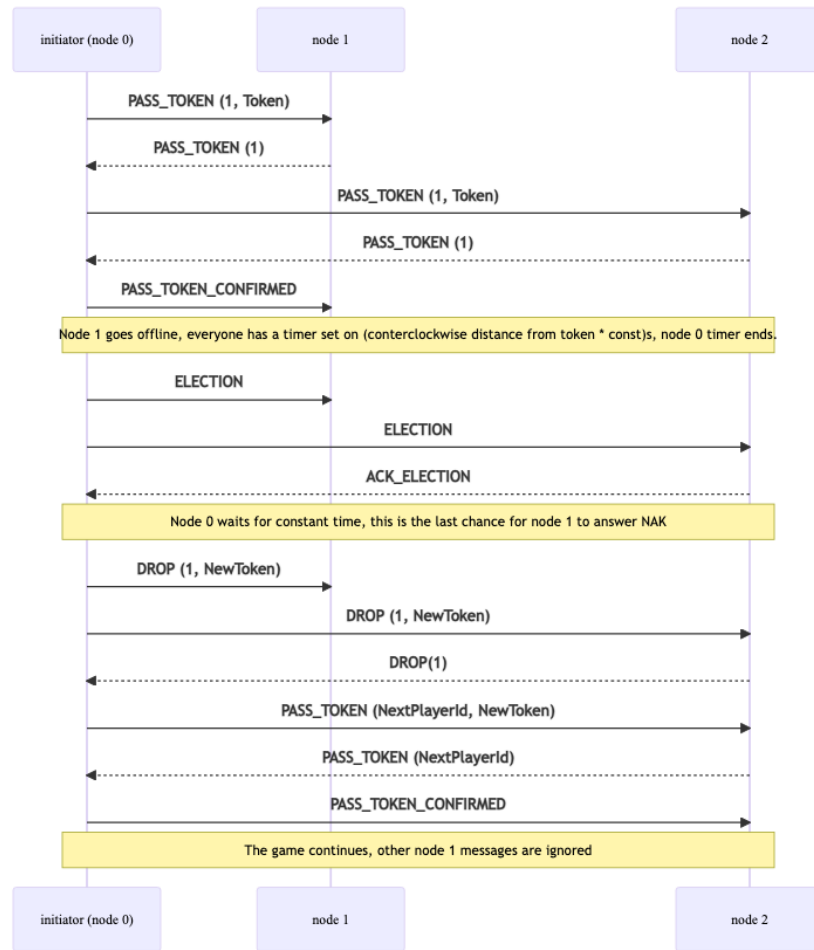 initiator (node 0)
node 1
node 2
PASS_TOKEN (1, Token)
PASS_TOKEN (1)
PASS_TOKEN (1, Token)
PASS_TOKEN (1)
PASS_TOKEN_CONFIRMED
Node 1 goes offline, everyone has a timer set on (conterclockwise distance from token * const)s, node 0 timer ends.
ELECTION
ELECTION
ACK_ELECTION
Node 0 waits for constant time, this is the last chance for node 1 to answer NAK
DROP (1, NewToken)
DROP (1, NewToken)
DROP(1)
PASS_TOKEN (NextPlayerId, NewToken)
PASS_TOKEN (NextPlayerId)
PASS_TOKEN_CONFIRMED
The game continues, other node 1 messages are ignored
initiator (node 0)
node 1
node 2